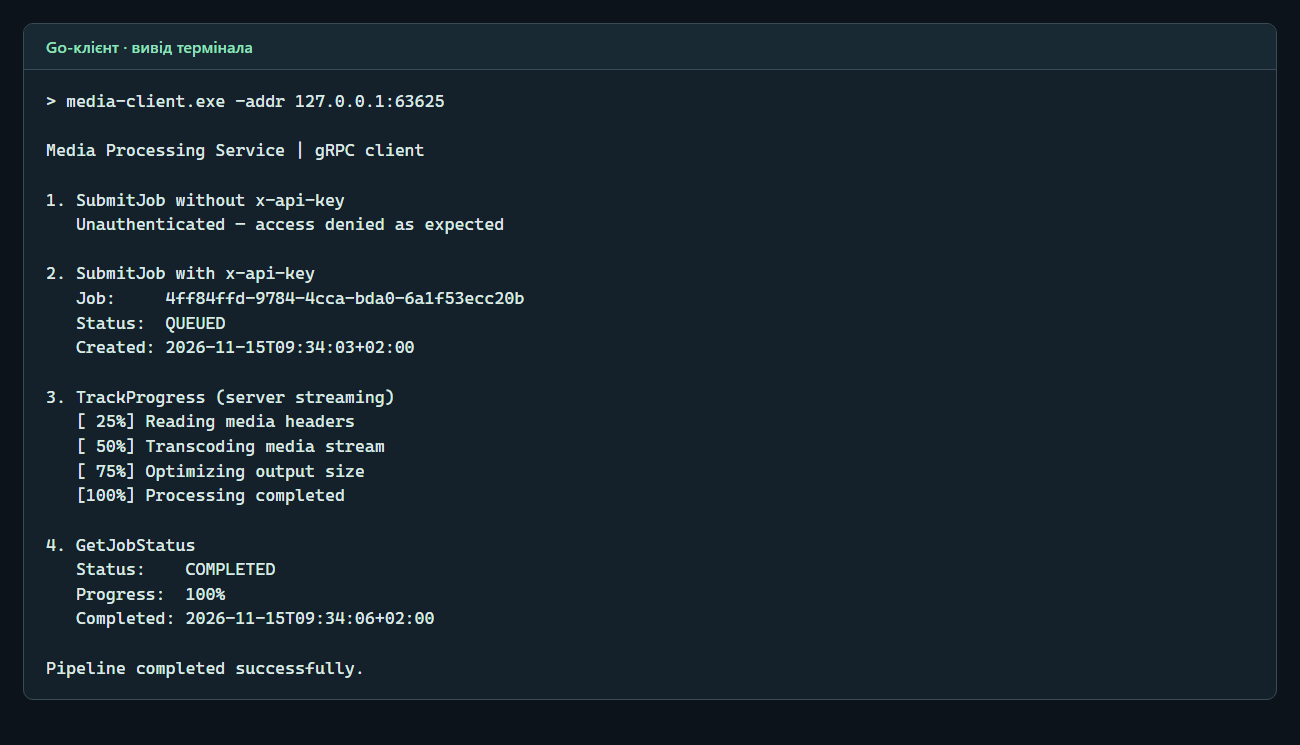 Go-клієнт · вивід термінала
> media-client.exe -addr 127.0.0.1:63625
Media Processing Service | gRPC client
1. SubmitJob without x-api-key
Unauthenticated — access denied as expected
2. SubmitJob with x-api-key
Job: 4ff84ffd-9784-4cca-bda0-6a1f53ecc20b
Status: QUEUED
Created: 2026-11-15T09:34:03+02:00
3. TrackProgress (server streaming)
[ 25%] Reading media headers
[ 50%] Transcoding media stream
[ 75%] Optimizing output size
[100%] Processing completed
4. GetJobStatus
Status: COMPLETED
Progress: 100%
Completed: 2026-11-15T09:34:06+02:00
Pipeline completed successfully.